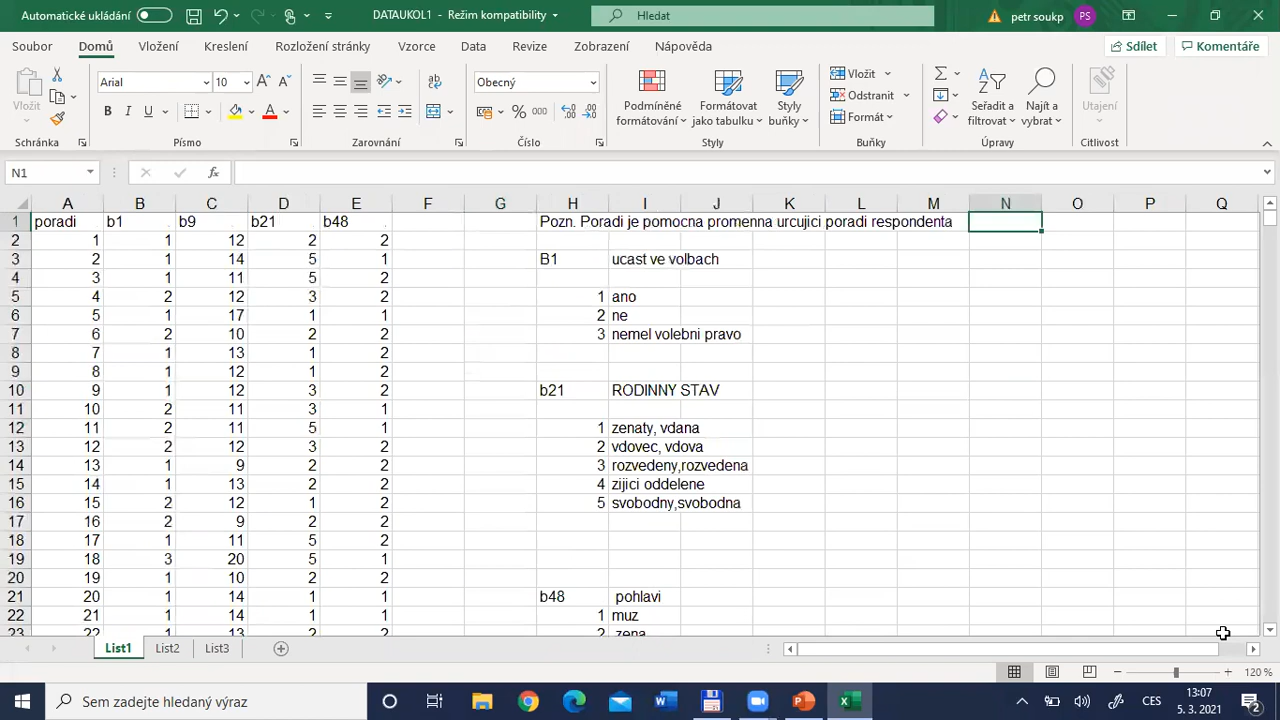 Automatické ukládání
DATAUKOL1 - Režim kompatibility
Hledat
petr soukp
PS
Soubor Domů Vložení Kreslení Rozložení stránky Vzorce Data Revize Zobrazení Nápověda
Sdílet
Komentáře
Vložit
Arial
10
Obecný
Podmíněné formátování
Formátovat jako tabulku
Styly buňky
Vložit
Odstranit
Formát
Seřadit a filtrovat
Najít a vybrat
Utajení
Schránka Písmo Zarovnání Číslo Styly Buňky Úpravy Citlivost
N1
A B C D E F G H I J K L M N O P Q
1 poradi b1 b9 b21 b48 Pozn. Poradi je pomocna promenna urcujici poradi respondenta
2 1 1 12 2 2
3 2 1 14 5 1 B1 ucast ve volbach
4 3 1 11 5 2
5 4 2 12 3 2 1 ano
6 5 1 17 1 1 2 ne
7 6 2 10 2 2 3 nemel volebni pravo
8 7 1 13 1 2
9 8 1 12 1 2
10 9 1 12 3 2 b21 RODINNY STAV
11 10 2 11 3 1
12 11 2 11 5 1 1 zenaty, vdana
13 12 2 12 3 2 2 vdovec, vdova
14 13 1 9 2 2 3 rozvedeny,rozvedena
15 14 1 13 2 2 4 zijici oddelene
16 15 2 12 1 2 5 svobodny,svobodna
17 16 2 9 2 2
18 17 1 11 5 2
19 18 3 20 5 1
20 19 1 10 2 2
21 20 1 14 1 1 b48 pohlavi
22 21 1 14 1 1 1 muz
23 22 1 13 2 2 2 zena
List1 List2 List3
120 %
Sem zadejte hledaný výraz
CES
13:07
5. 3. 2021
2